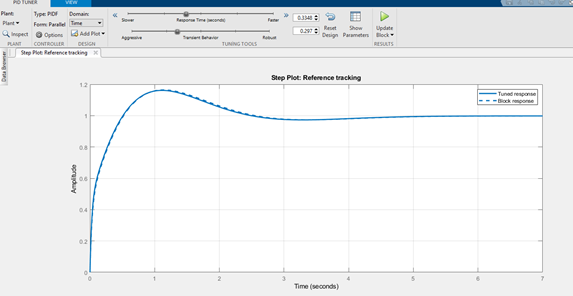 PID TUNER VIEW
Plant: Type: PIDF Domain:
Plant Form: Parallel Time
Inspect Options Add Plot
Slower Response Time (seconds) Faster 0.3348
Aggressive Transient Behavior Robust 0.297
Reset Design Show Parameters Update Block
PLANT CONTROLLER DESIGN TUNING TOOLS RESULTS
Data Browser
Step Plot: Reference tracking
Step Plot: Reference tracking
Tuned response
Block response
Amplitude
1.2
1
0.8
0.6
0.4
0.2
0
0 1 2 3 4 5 6 7
Time (seconds)